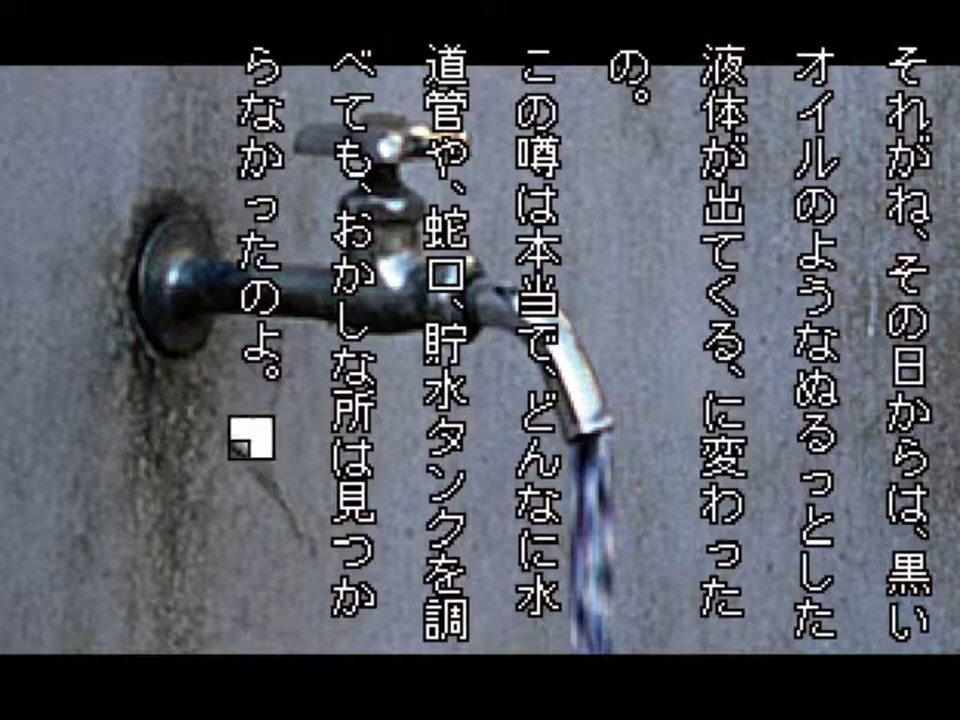 それがね、その日からは、黒い
オイルのようなぬるっとした
液体が出てくる、に変わった
の。
この噂は本当で、どんなに水
道管や、蛇口、貯水タンクを調
べても、おかしな所は見つか
らなかったのよ。